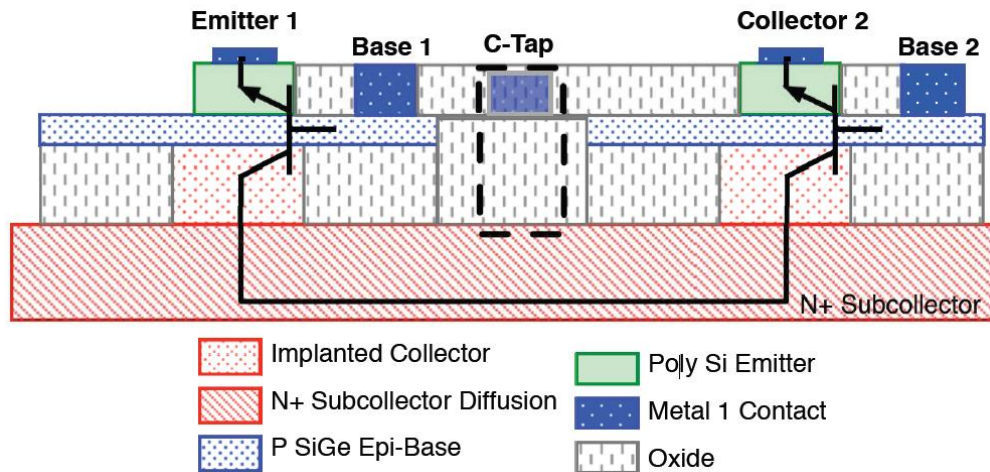 Emitter 1
Base 1
C-Tap
Collector 2
Base 2
N+ Subcollector
Implanted Collector
N+ Subcollector Diffusion
P SiGe Epi-Base
Poly Si Emitter
Metal 1 Contact
Oxide